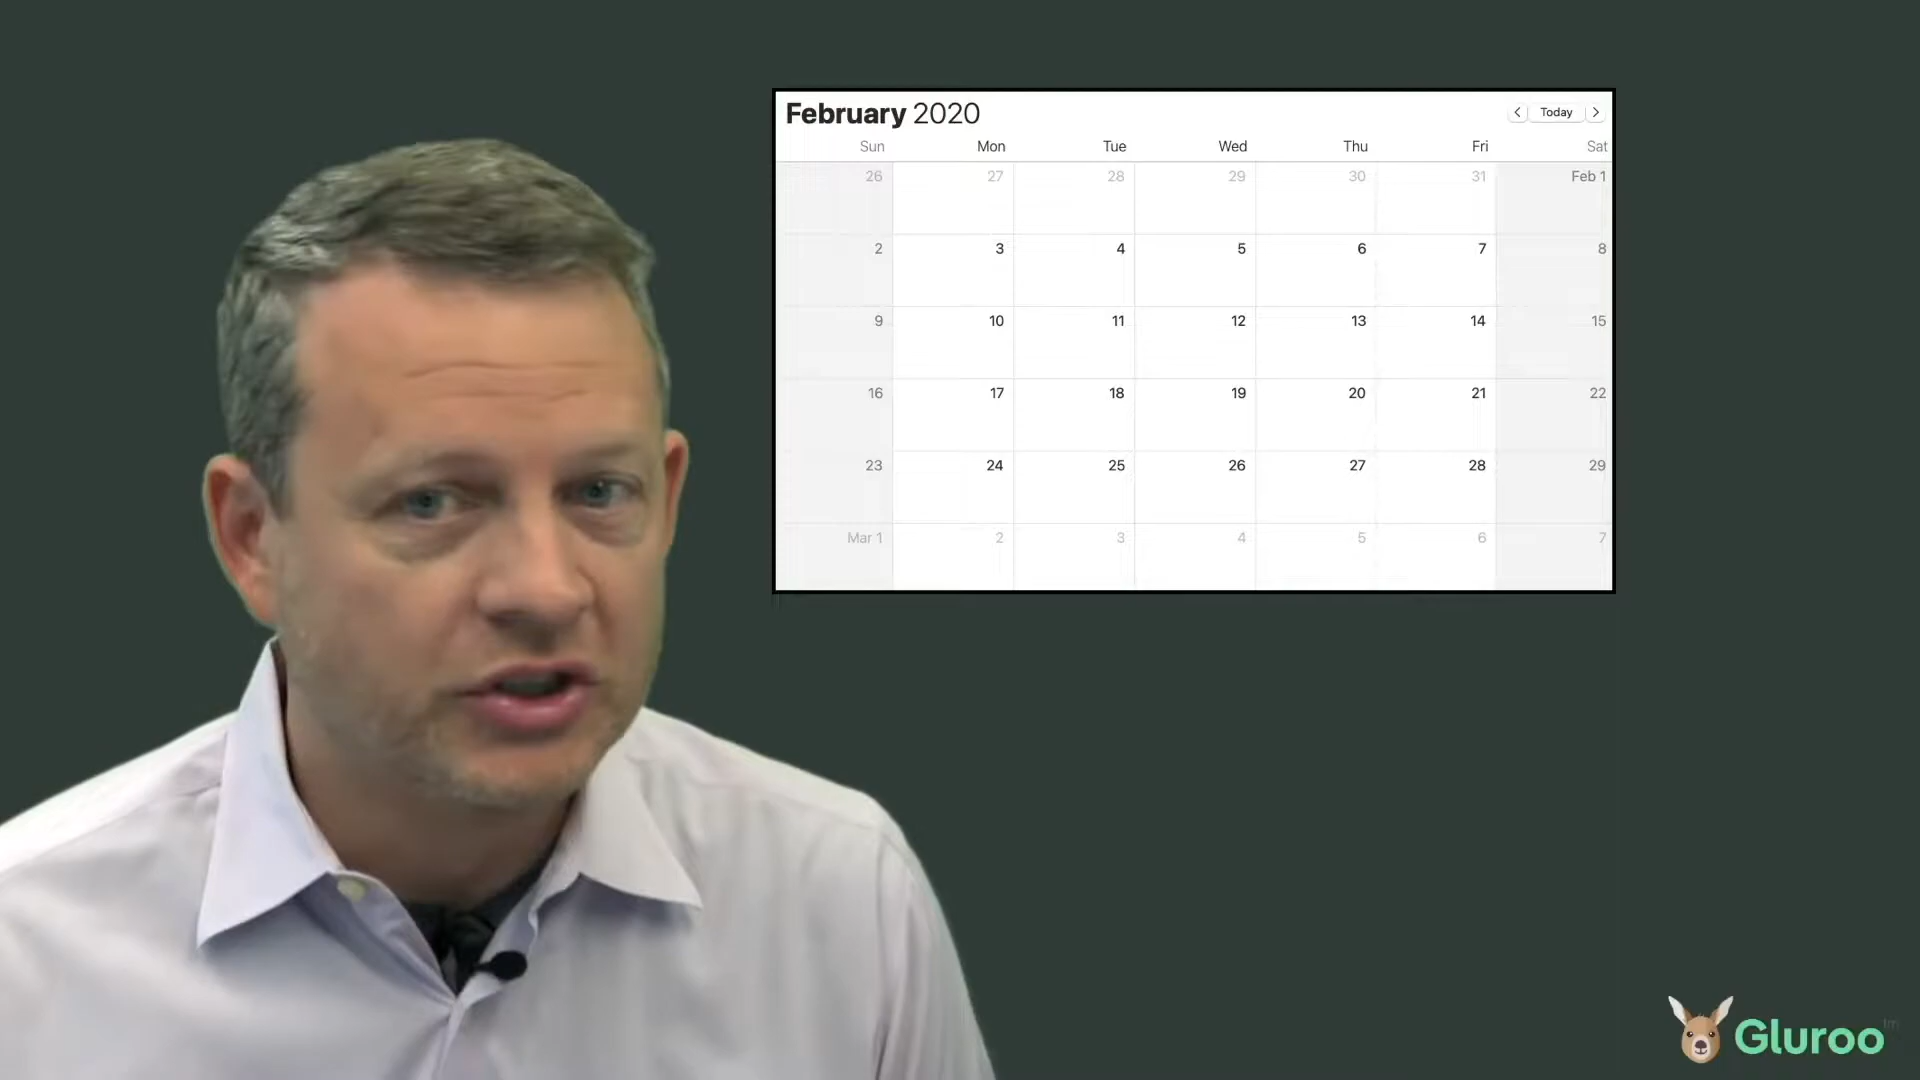 February 2020
Today
Sun Mon Tue Wed Thu Fri Sat
26 27 28 29 30 31 Feb 1
2 3 4 5 6 7 8
9 10 11 12 13 14 15
16 17 18 19 20 21 22
23 24 25 26 27 28 29
Mar 1 2 3 4 5 6 7
Gluroo™